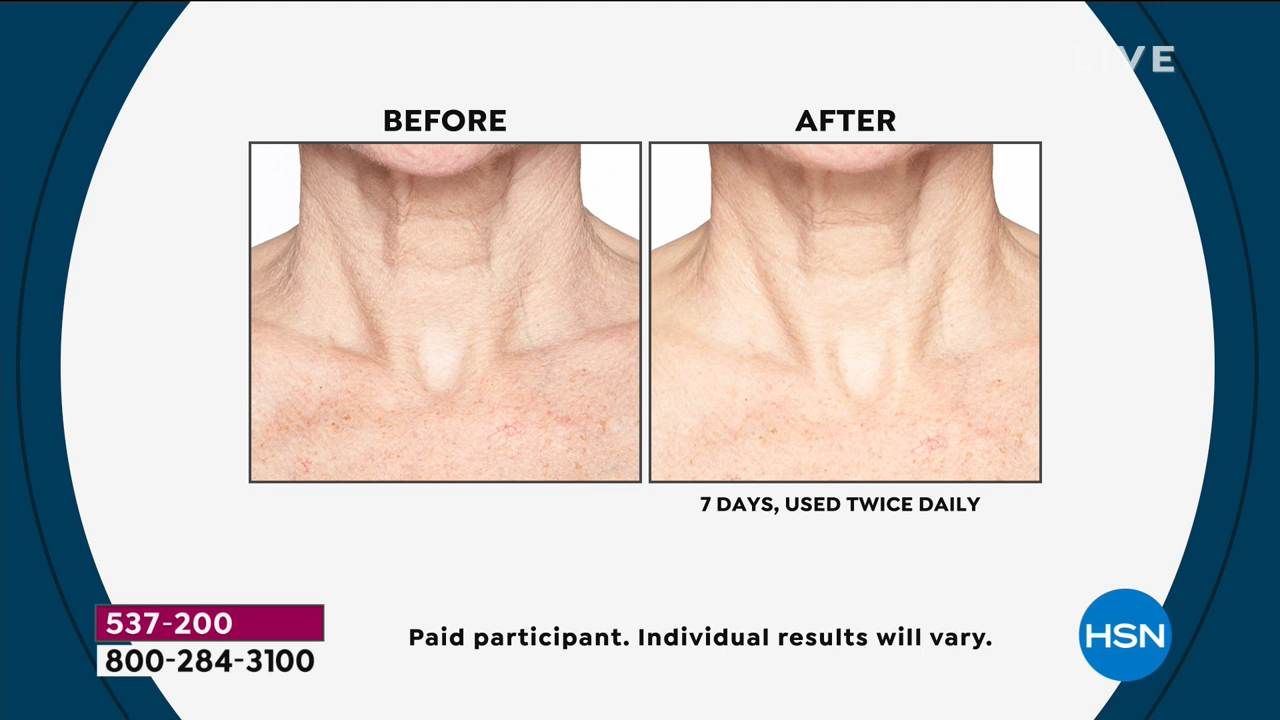 LIVE
BEFORE
AFTER
7 DAYS, USED TWICE DAILY
537-200
800-284-3100
Paid participant. Individual results will vary.
HSN